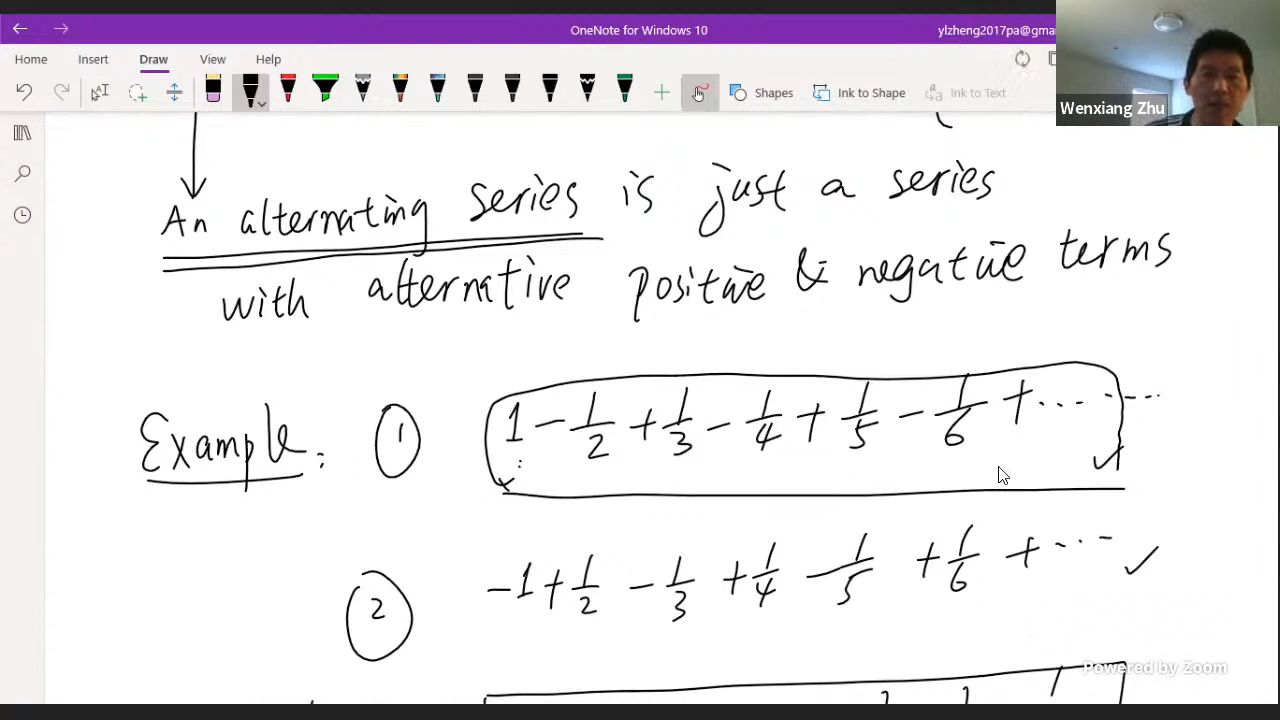 OneNote for Windows 10
ylzheng2017pa@gma
Home Insert Draw View Help
Shapes Ink to Shape Ink to Text
Wenxiang Zhu
An alternating series is just a series
with alternative positive & negative terms
Example: ① 1 - 1/2 + 1/3 - 1/4 + 1/5 - 1/6 + ... ...
② -1 + 1/2 - 1/3 + 1/4 - 1/5 + 1/6 + ... ✓
Powered by Zoom